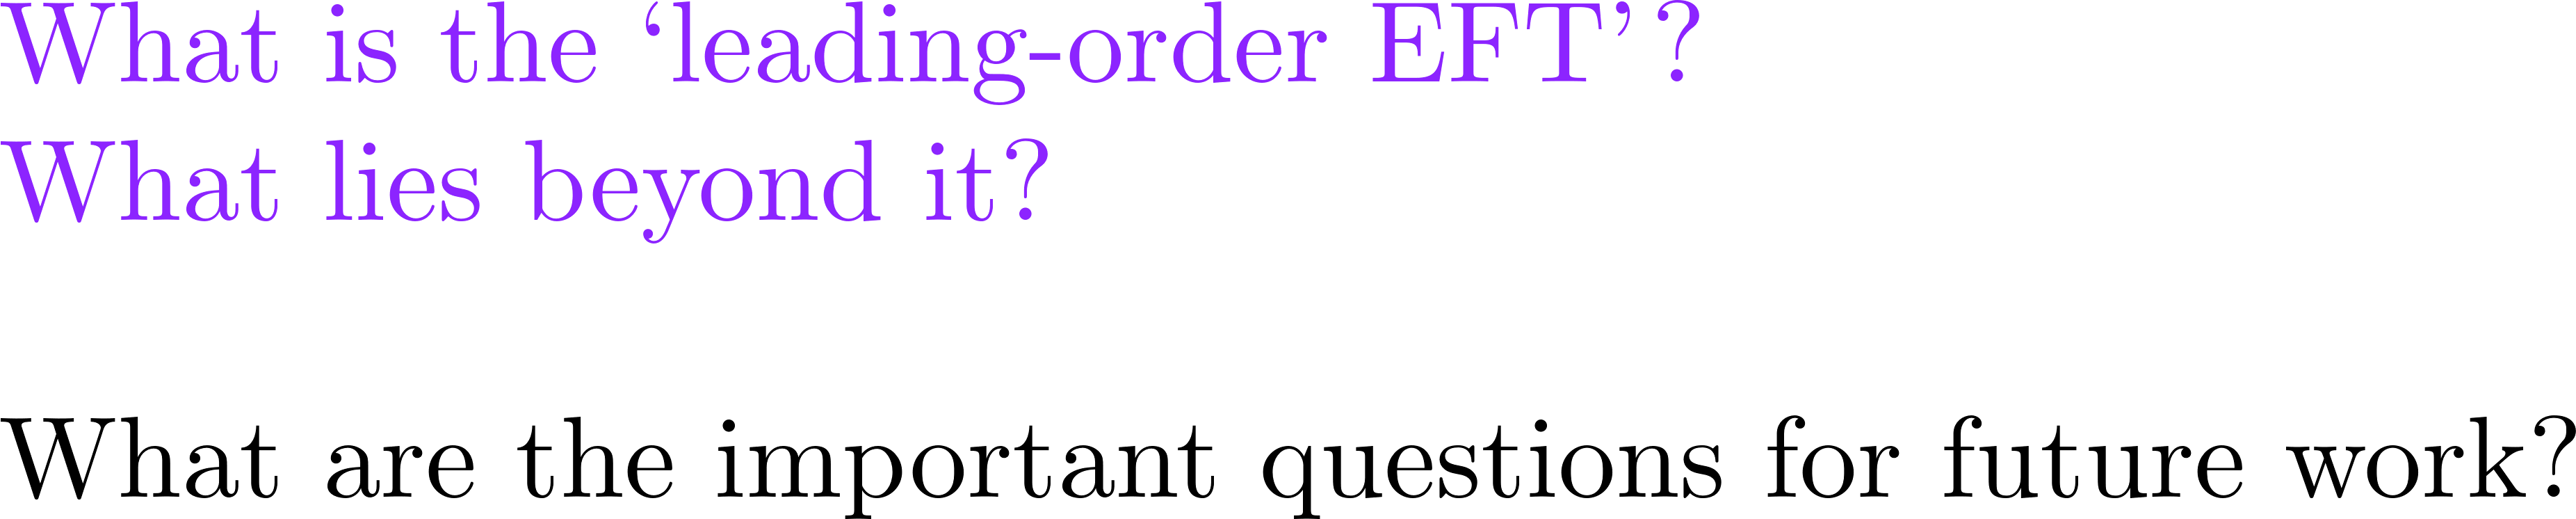 What is the ‘leading-order EFT’?
What lies beyond it?
What are the important questions for future work?